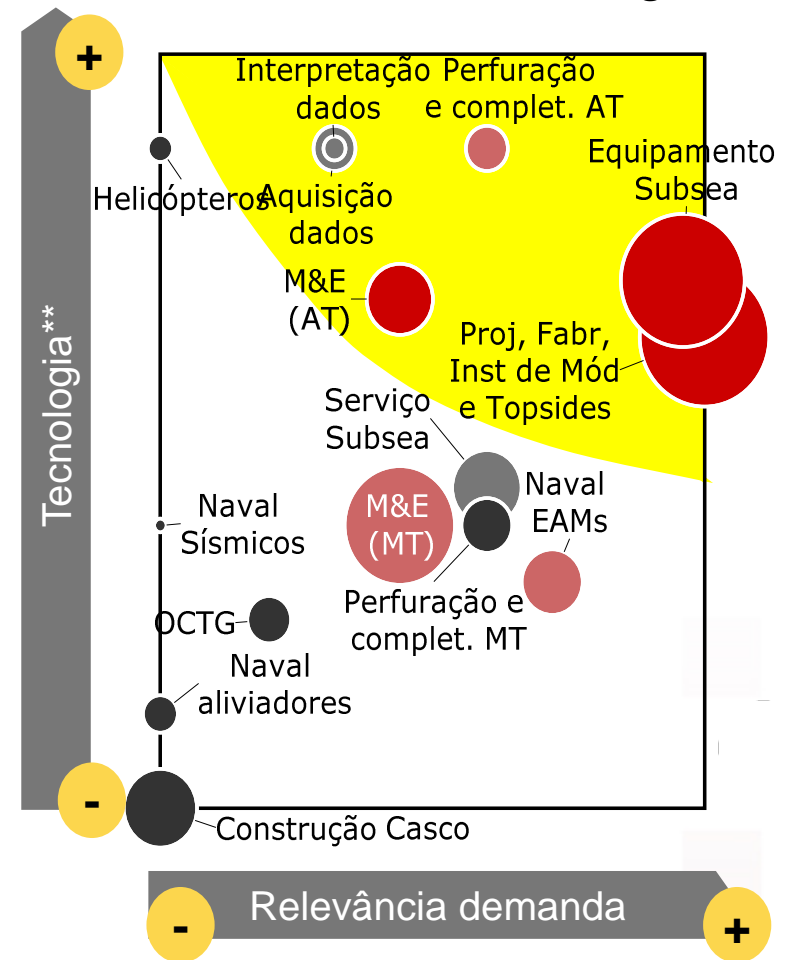 +
Interpretação
dados
Perfuração
e complet. AT
Equipamento
Subsea
Helicópteros
Aquisição
dados
M&E
(AT)
Proj, Fabr,
Inst de Mód
e Topsides
Tecnologia**
Serviço
Subsea
M&E
(MT)
Naval
EAMs
Naval
Sísmicos
Perfuração e
complet. MT
OCTG
Naval
aliviadores
-
Construção Casco
-
Relevância demanda
+